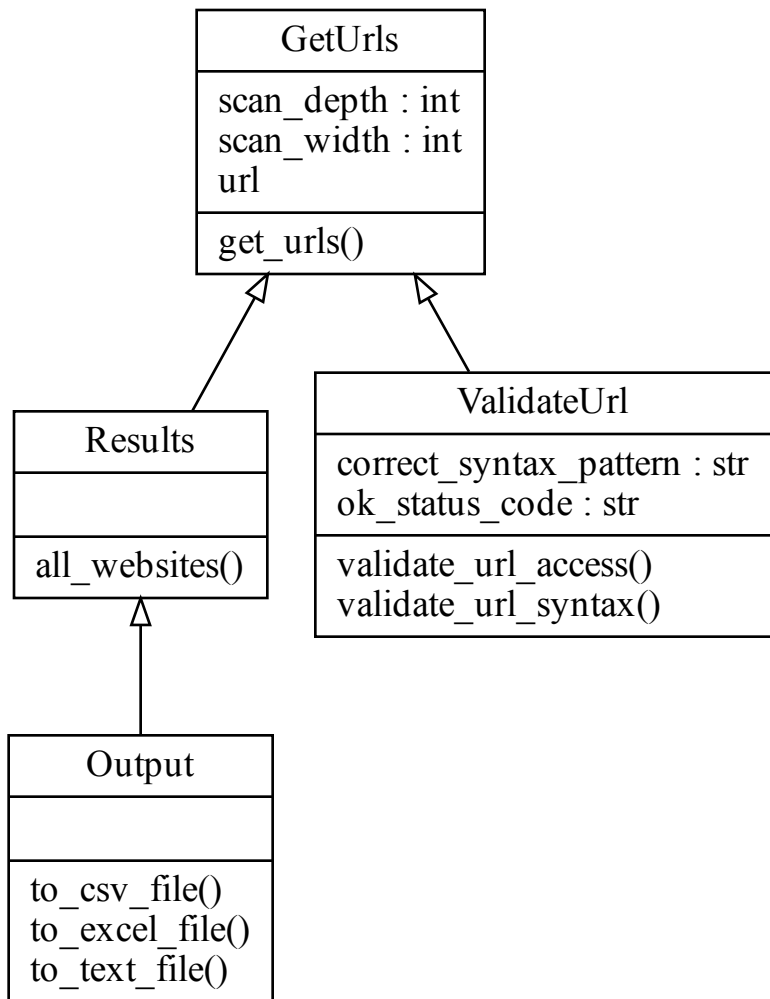 GetUrls
scan_depth : int
scan_width : int
url
get_urls()
Results
all_websites()
ValidateUrl
correct_syntax_pattern : str
ok_status_code : str
validate_url_access()
validate_url_syntax()
Output
to_csv_file()
to_excel_file()
to_text_file()